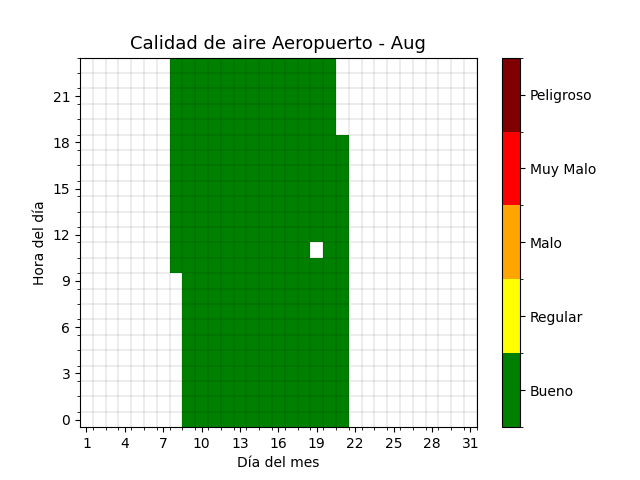 Calidad de aire Aeropuerto - Aug
Hora del día
21
18
15
12
9
6
3
0
1 4 7 10 13 16 19 22 25 28 31
Día del mes
Peligroso
Muy Malo
Malo
Regular
Bueno